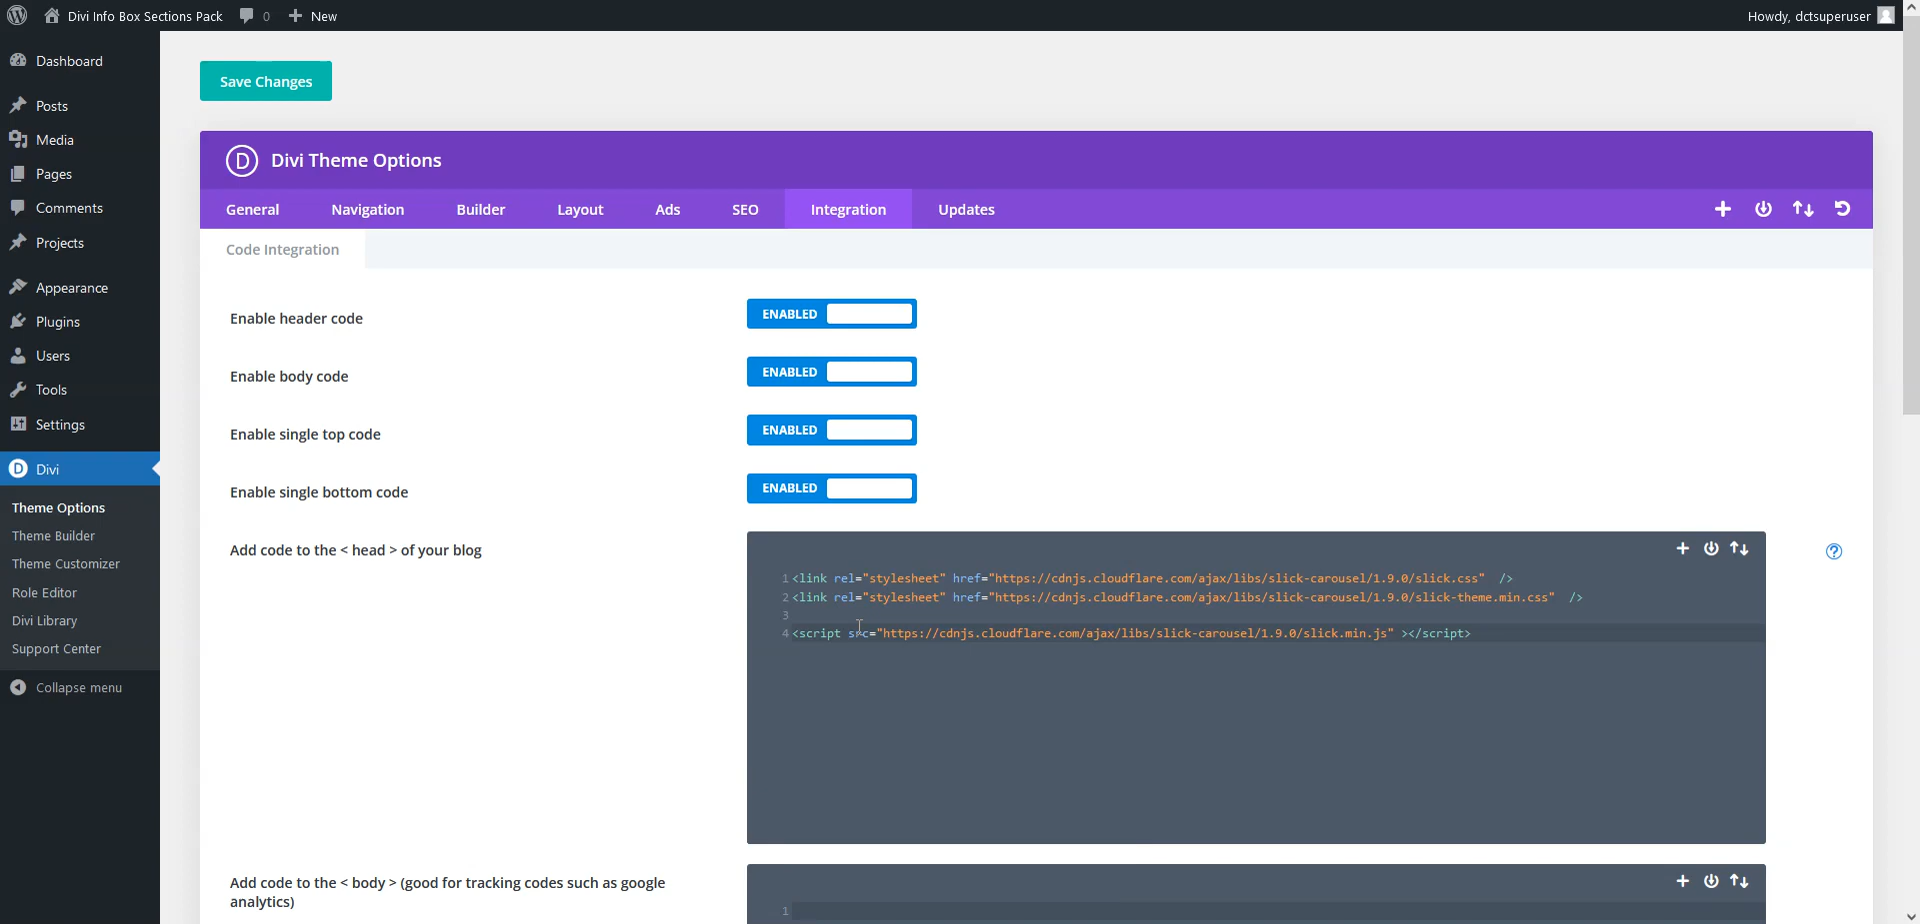 Divi Info Box Sections Pack 0 New Howdy, dctsuperuser
Dashboard
Posts
Media
Pages
Comments
Projects
Appearance
Plugins
Users
Tools
Settings
D Divi
Theme Options
Theme Builder
Theme Customizer
Role Editor
Divi Library
Support Center
Collapse menu
Save Changes
D Divi Theme Options
General Navigation Builder Layout Ads SEO Integration Updates
Code Integration
Enable header code ENABLED
Enable body code ENABLED
Enable single top code ENABLED
Enable single bottom code ENABLED
Add code to the < head > of your blog
?
1 <link rel="stylesheet" href="https://cdnjs.cloudflare.com/ajax/libs/slick-carousel/1.9.0/slick.css"  />
2 <link rel="stylesheet" href="https://cdnjs.cloudflare.com/ajax/libs/slick-carousel/1.9.0/slick-theme.min.css"  />
3
4 <script src="https://cdnjs.cloudflare.com/ajax/libs/slick-carousel/1.9.0/slick.min.js" ></script>
Add code to the < body > (good for tracking codes such as google
analytics)
1